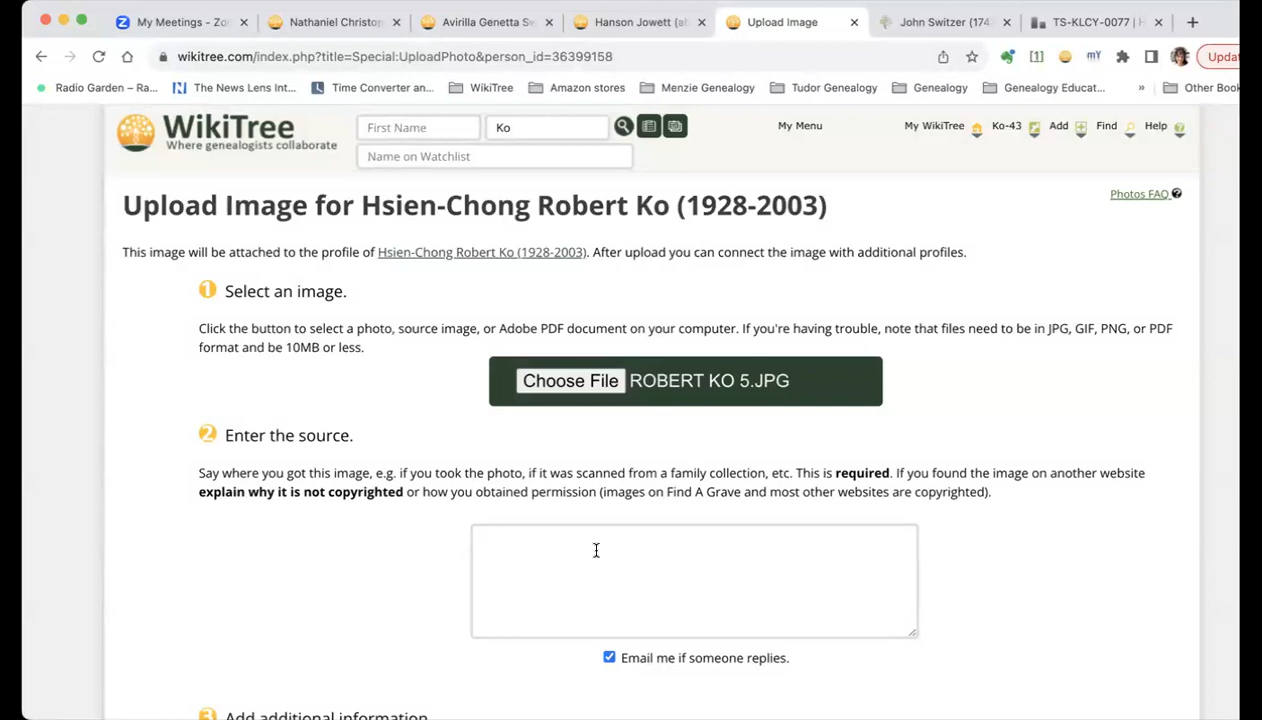 My Meetings - Zo
Nathaniel Christop
Avirilla Genetta Sw
Hanson Jowett (ab
Upload Image
John Switzer (174
TS-KLCY-0077 | H
wikitree.com/index.php?title=Special:UploadPhoto&person_id=36399158
[1]
mY
Updat
Radio Garden – Ra...
The News Lens Int...
Time Converter an...
WikiTree
Amazon stores
Menzie Genealogy
Tudor Genealogy
Genealogy
Genealogy Educat...
»
Other Book
WikiTree
Where genealogists collaborate
First Name
Ko
My Menu
My WikiTree
Ko-43
Add
Find
Help
Name on Watchlist
Photos FAQ
Upload Image for Hsien-Chong Robert Ko (1928-2003)
This image will be attached to the profile of Hsien-Chong Robert Ko (1928-2003). After upload you can connect the image with additional profiles.
1 Select an image.
Click the button to select a photo, source image, or Adobe PDF document on your computer. If you're having trouble, note that files need to be in JPG, GIF, PNG, or PDF
format and be 10MB or less.
Choose File ROBERT KO 5.JPG
2 Enter the source.
Say where you got this image, e.g. if you took the photo, if it was scanned from a family collection, etc. This is required. If you found the image on another website
explain why it is not copyrighted or how you obtained permission (images on Find A Grave and most other websites are copyrighted).
Email me if someone replies.
3 Add additional information